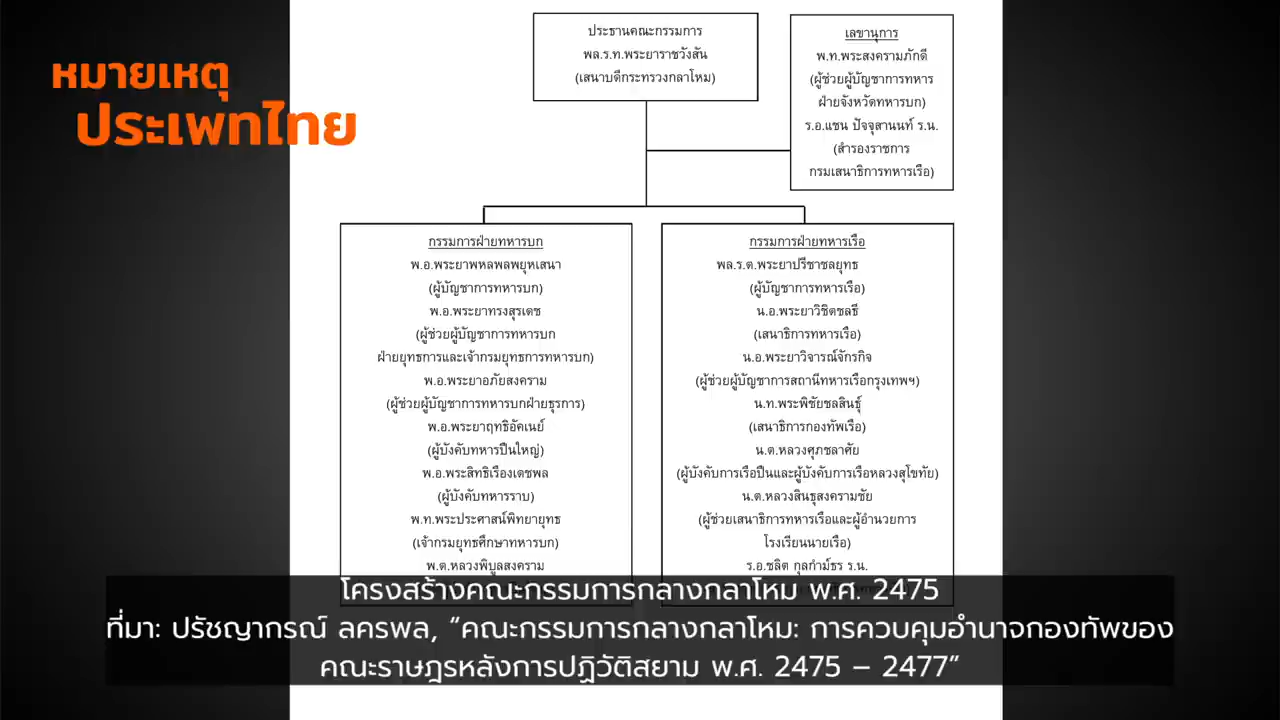 หมายเหตุ
ประเพทไทย
ประธานคณะกรรมการ
พล.ร.ท.พระยาราชวังสัน
(เสนาบดีกระทรวงกลาโหม)
เลขานุการ
พ.ท.พระสงครามภักดี
(ผู้ช่วยผู้บัญชาการทหาร
ฝ่ายจังหวัดทหารบก)
ร.อ.แชน ปัจจุสานนท์ ร.น.
(สำรองราชการ
กรมเสนาธิการทหารเรือ)
กรรมการฝ่ายทหารบก
พ.อ.พระยาพหลพลพยุหเสนา
(ผู้บัญชาการทหารบก)
พ.อ.พระยาทรงสุรเดช
(ผู้ช่วยผู้บัญชาการทหารบก
ฝ่ายยุทธการและเจ้ากรมยุทธการทหารบก)
พ.อ.พระยาอภัยสงคราม
(ผู้ช่วยผู้บัญชาการทหารบกฝ่ายธุรการ)
พ.อ.พระยาฤทธิอัคเนย์
(ผู้บังคับทหารปืนใหญ่)
พ.อ.พระสิทธิเรืองเดชพล
(ผู้บังคับทหารราบ)
พ.ท.พระประศาสน์พิทยายุทธ
(เจ้ากรมยุทธศึกษาทหารบก)
พ.ต.หลวงพิบูลสงคราม
กรรมการฝ่ายทหารเรือ
พล.ร.ต.พระยาปรีชาชลยุทธ
(ผู้บัญชาการทหารเรือ)
น.อ.พระยาวิชิตชลธี
(เสนาธิการทหารเรือ)
น.อ.พระยาวิจารณ์จักรกิจ
(ผู้ช่วยผู้บัญชาการสถานีทหารเรือกรุงเทพฯ)
น.ท.พระพิชัยชลสินธุ์
(เสนาธิการกองทัพเรือ)
น.ต.หลวงศุภชลาศัย
(ผู้บังคับการเรือปืนและผู้บังคับการเรือหลวงสุโขทัย)
น.ต.หลวงสินธุสงครามชัย
(ผู้ช่วยเสนาธิการทหารเรือและผู้อำนวยการ
โรงเรียนนายเรือ)
ร.อ.ชลิต กุลกำม์ธร ร.น.
โครงสร้างคณะกรรมการกลางกลาโหม พ.ศ. 2475
ที่มา: ปรัชญากรณ์ ลครพล, “คณะกรรมการกลางกลาโหม: การควบคุมอำนาจกองทัพของ
คณะราษฎรหลังการปฏิวัติสยาม พ.ศ. 2475 – 2477”